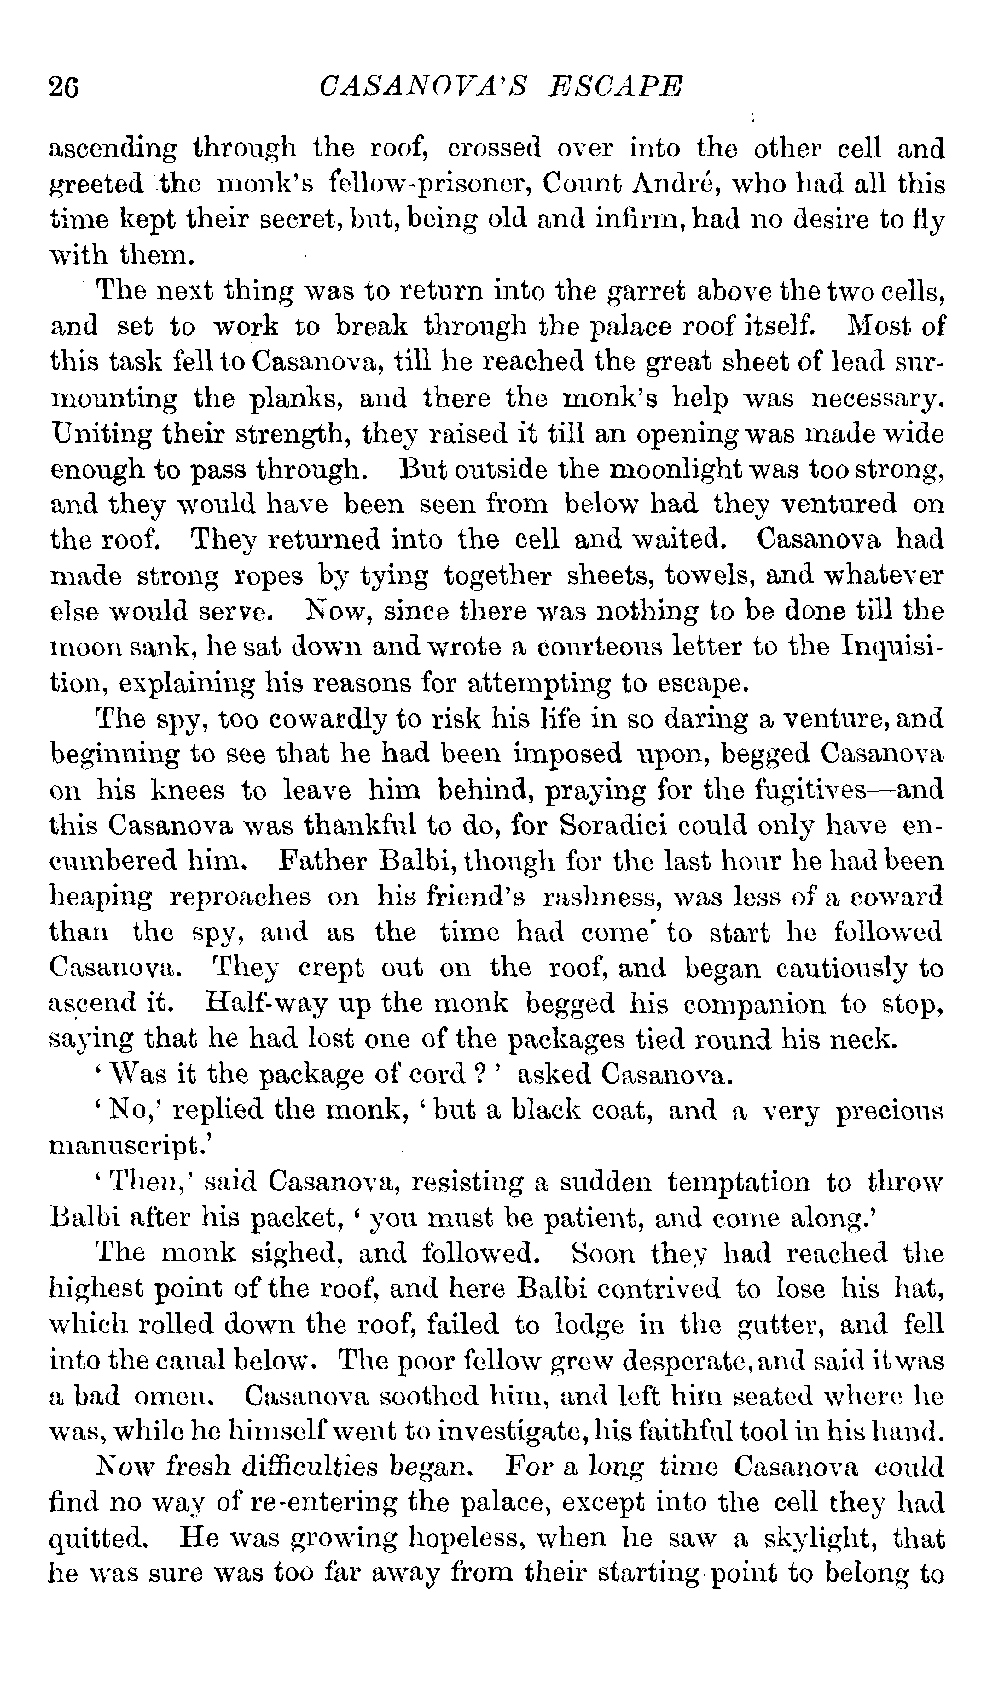 26 CASANOVA'S ESCAPE
ascending through the roof, crossed over into the other cell and
greeted the monk's fellow-prisoner, Count André, who had all this
time kept their secret, but, being old and infirm, had no desire to fly
with them.
The next thing was to return into the garret above the two cells,
and set to work to break through the palace roof itself. Most of
this task fell to Casanova, till he reached the great sheet of lead sur-
mounting the planks, and there the monk's help was necessary.
Uniting their strength, they raised it till an opening was made wide
enough to pass through. But outside the moonlight was too strong,
and they would have been seen from below had they ventured on
the roof. They returned into the cell and waited. Casanova had
made strong ropes by tying together sheets, towels, and whatever
else would serve. Now, since there was nothing to be done till the
moon sank, he sat down and wrote a courteous letter to the Inquisi-
tion, explaining his reasons for attempting to escape.
The spy, too cowardly to risk his life in so daring a venture, and
beginning to see that he had been imposed upon, begged Casanova
on his knees to leave him behind, praying for the fugitives—and
this Casanova was thankful to do, for Soradici could only have en-
cumbered him. Father Balbi, though for the last hour he had been
heaping reproaches on his friend's rashness, was less of a coward
than the spy, and as the time had come to start he followed
Casanova. They crept out on the roof, and began cautiously to
ascend it. Half-way up the monk begged his companion to stop,
saying that he had lost one of the packages tied round his neck.
'Was it the package of cord?' asked Casanova.
'No,' replied the monk, 'but a black coat, and a very precious
manuscript.'
'Then,' said Casanova, resisting a sudden temptation to throw
Balbi after his packet, 'you must be patient, and come along.'
The monk sighed, and followed. Soon they had reached the
highest point of the roof, and here Balbi contrived to lose his hat,
which rolled down the roof, failed to lodge in the gutter, and fell
into the canal below. The poor fellow grew desperate, and said it was
a bad omen. Casanova soothed him, and left him seated where he
was, while he himself went to investigate, his faithful tool in his hand.
Now fresh difficulties began. For a long time Casanova could
find no way of re-entering the palace, except into the cell they had
quitted. He was growing hopeless, when he saw a skylight, that
he was sure was too far away from their starting point to belong to